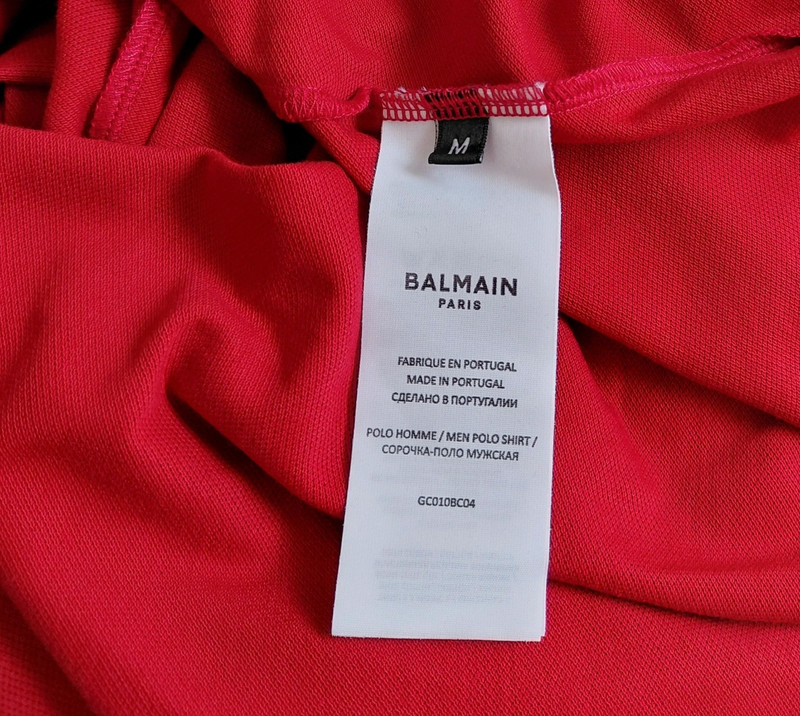 M
BALMAIN
PARIS
FABRIQUE EN PORTUGAL
MADE IN PORTUGAL
СДЕЛАНО В ПОРТУГАЛИИ
POLO HOMME / MEN POLO SHIRT /
СОРОЧКА-ПОЛО МУЖСКАЯ
GC010BC04